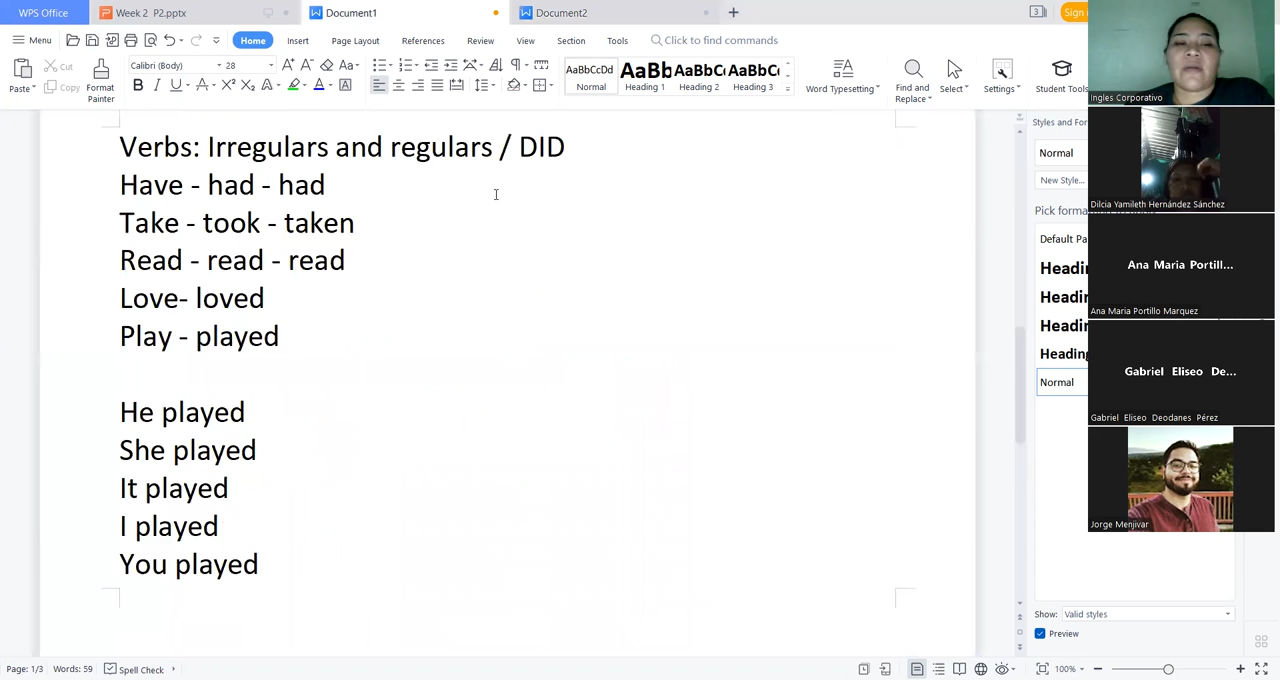 WPS Office
Week 2 P2.pptx
Document1
Document2
3
Sign i
Menu
Home
Insert
Page Layout
References
Review
View
Section
Tools
Click to find commands
Paste
Cut
Copy
Format
Painter
Calibri (Body)
28
AaBbCcDd
Normal
AaBb
Heading 1
AaBbC
Heading 2
AaBbC
Heading 3
Word Typesetting
Find and
Replace
Select
Settings
Student Tools
Verbs: Irregulars and regulars / DID
Have - had - had
Take - took - taken
Read - read - read
Love- loved
Play - played
He played
She played
It played
I played
You played
Styles and For
Normal
New Style...
Pick format
Default Pa
Headin
Headin
Headin
Heading
Normal
Show:
Valid styles
Preview
Ingles Corporativo
Dilcia Yamileth Hernández Sánchez
Ana Maria Portill...
Ana Maria Portillo Marquez
Gabriel Eliseo De...
Gabriel Eliseo Deodanes Pérez
Jorge Menjivar
Page: 1/3
Words: 59
Spell Check
100%